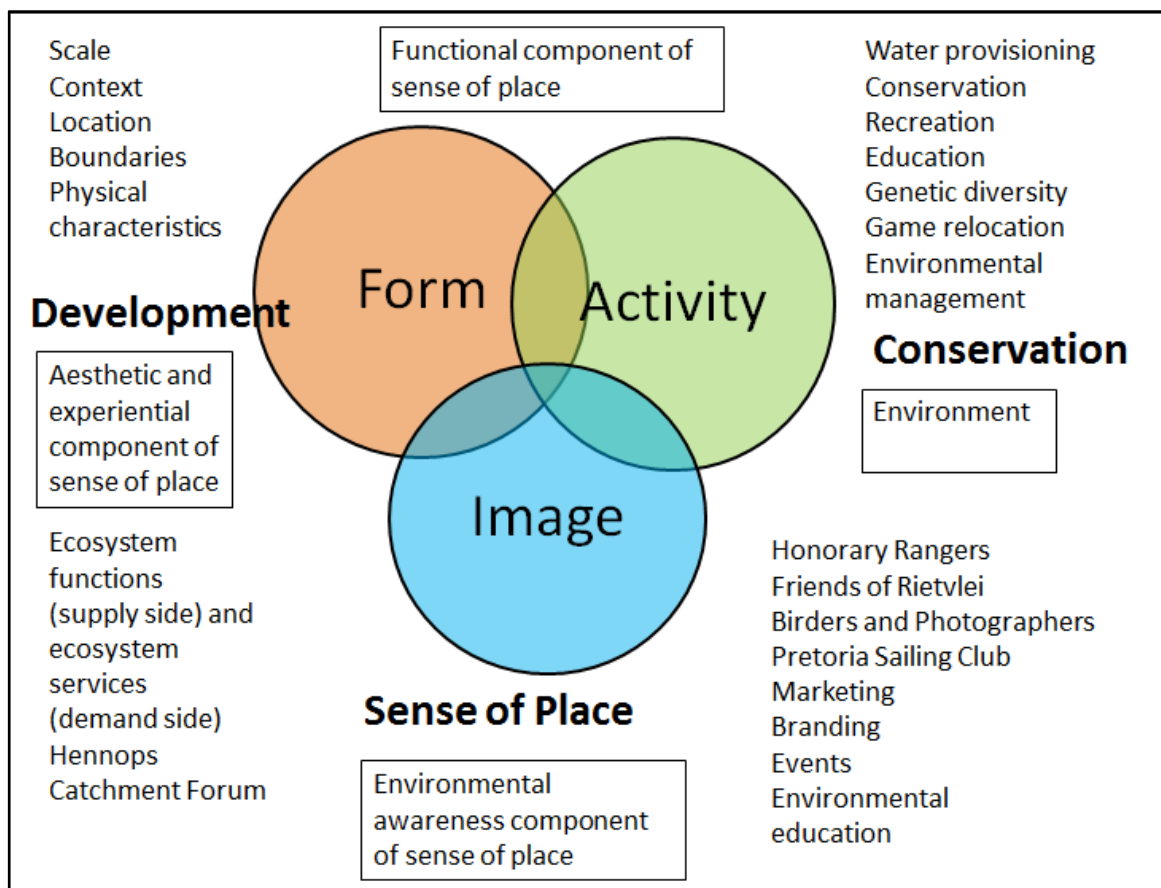 Scale
Context
Location
Boundaries
Physical
characteristics
Functional component of
sense of place
Water provisioning
Conservation
Recreation
Education
Genetic diversity
Game relocation
Environmental
management
Form
Activity
Image
Development
Aesthetic and
experiential
component of
sense of place
Conservation
Environment
Ecosystem
functions
(supply side) and
ecosystem
services
(demand side)
Hennops
Catchment Forum
Sense of Place
Environmental
awareness component
of sense of place
Honorary Rangers
Friends of Rietvlei
Birders and Photographers
Pretoria Sailing Club
Marketing
Branding
Events
Environmental
education